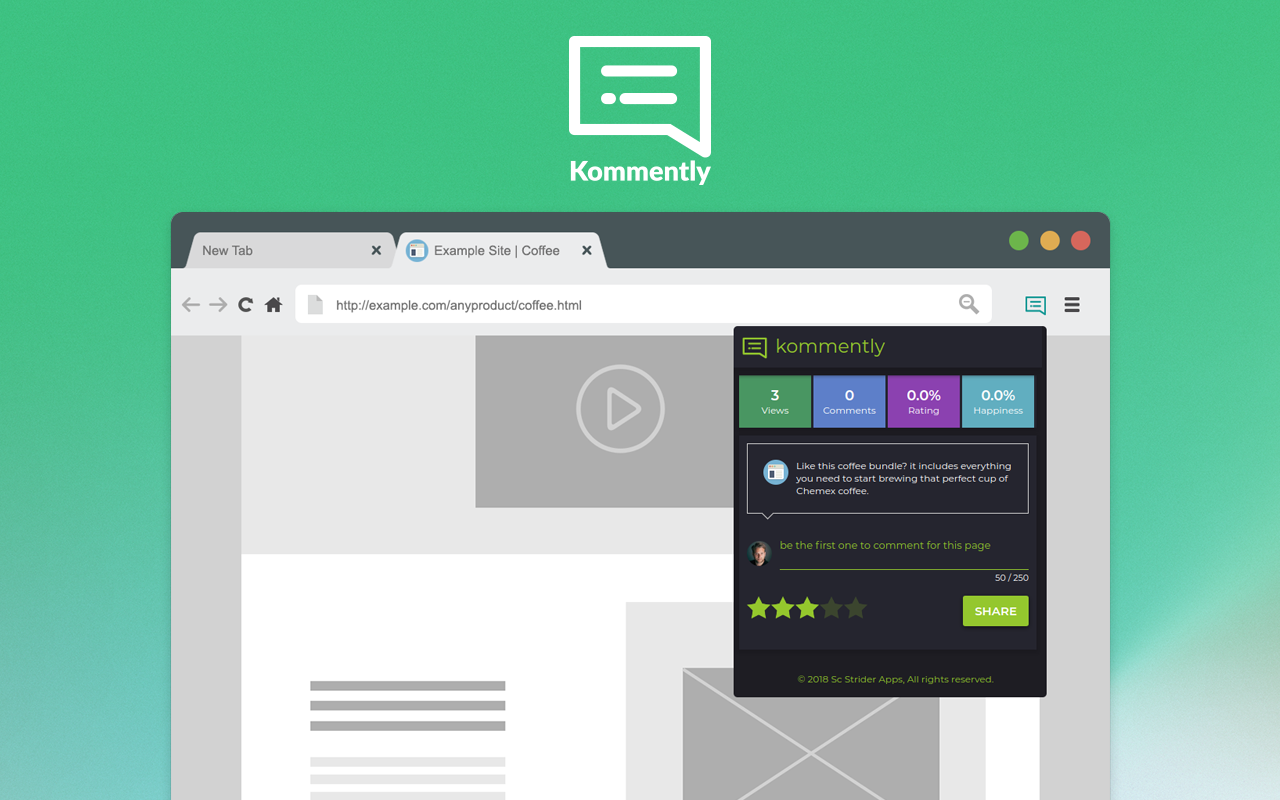 Kommently
New Tab
Example Site | Coffee
http://example.com/anyproduct/coffee.html
kommently
3
Views
0
Comments
0.0%
Rating
0.0%
Happiness
Like this coffee bundle? it includes everything
you need to start brewing that perfect cup of
Chemex coffee.
be the first one to comment for this page
50 / 250
SHARE
© 2018 Sc Strider Apps, All rights reserved.